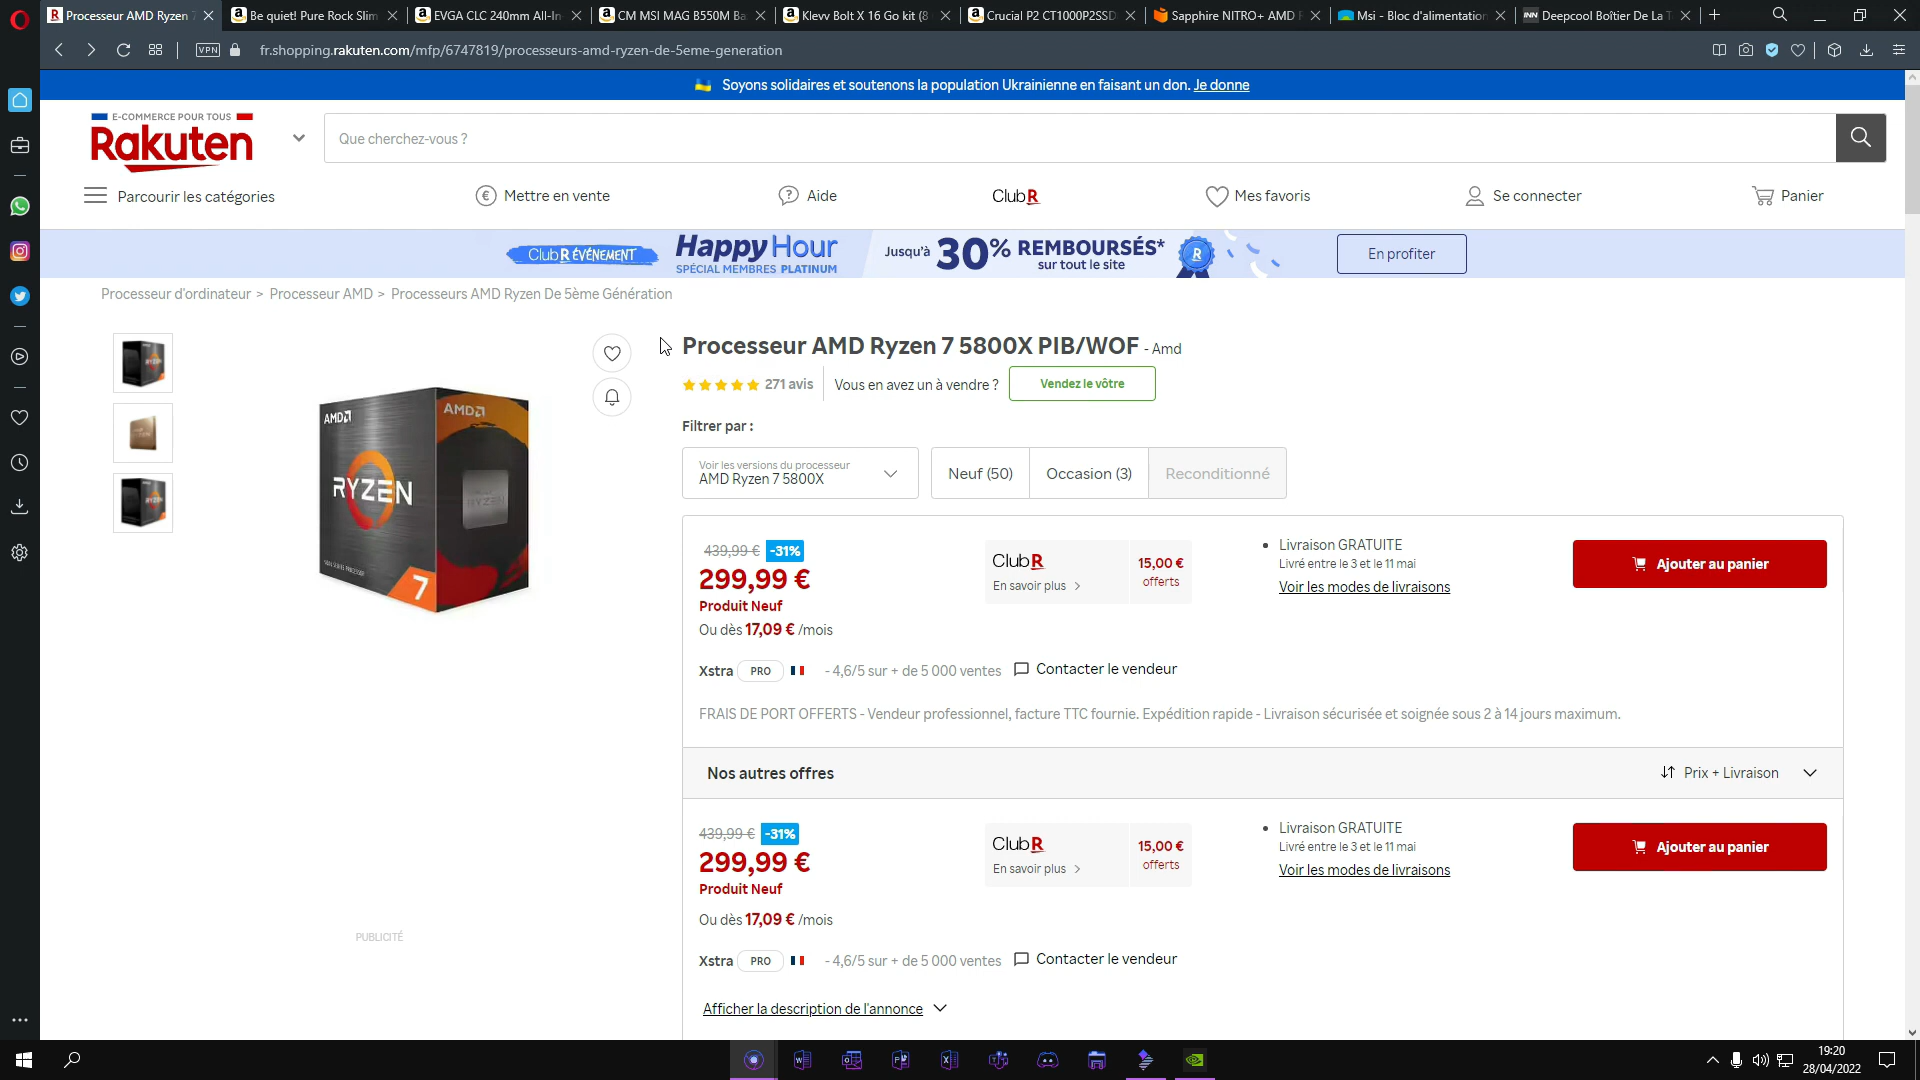 Processeur AMD Ryzen 7
Be quiet! Pure Rock Slim
EVGA CLC 240mm All-In
CM MSI MAG B550M Ba
Klevv Bolt X 16 Go kit (8
Crucial P2 CT1000P2SSD
Sapphire NITRO+ AMD R
Msi - Bloc d'alimentation
INN Deepcool Boîtier De La T
VPN fr.shopping.rakuten.com/mfp/6747819/processeurs-amd-ryzen-de-5eme-generation
Soyons solidaires et soutenons la population Ukrainienne en faisant un don. Je donne
E-COMMERCE POUR TOUS
Rakuten
Que cherchez-vous ?
Parcourir les catégories
Mettre en vente
Aide
Club R
Mes favoris
Se connecter
Panier
Club R ÉVÉNEMENT
Happy Hour
SPÉCIAL MEMBRES PLATINUM
Jusqu'à 30% REMBOURSÉS*
sur tout le site
R
En profiter
Processeur d'ordinateur > Processeur AMD > Processeurs AMD Ryzen De 5ème Génération
AMD
AMD
RYZEN
RYZEN
7
Processeur AMD Ryzen 7 5800X PIB/WOF - Amd
271 avis
Vous en avez un à vendre ?
Vendez le vôtre
Filtrer par :
Voir les versions du processeur
AMD Ryzen 7 5800X
Neuf (50)
Occasion (3)
Reconditionné
439,99 € -31%
299,99 €
Produit Neuf
Ou dès 17,09 € /mois
Club R
En savoir plus >
15,00 €
offerts
• Livraison GRATUITE
Livré entre le 3 et le 11 mai
Voir les modes de livraisons
Ajouter au panier
Xstra PRO - 4,6/5 sur + de 5 000 ventes Contacter le vendeur
FRAIS DE PORT OFFERTS - Vendeur professionnel, facture TTC fournie. Expédition rapide - Livraison sécurisée et soignée sous 2 à 14 jours maximum.
Nos autres offres
Prix + Livraison
439,99 € -31%
299,99 €
Produit Neuf
Ou dès 17,09 € /mois
Club R
En savoir plus >
15,00 €
offerts
• Livraison GRATUITE
Livré entre le 3 et le 11 mai
Voir les modes de livraisons
Ajouter au panier
Xstra PRO - 4,6/5 sur + de 5 000 ventes Contacter le vendeur
Afficher la description de l'annonce
PUBLICITÉ
19:20
28/04/2022